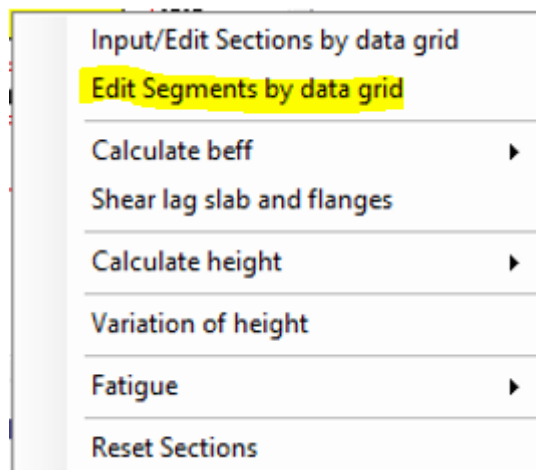 Input/Edit Sections by data grid
Edit Segments by data grid
Calculate beff
Shear lag slab and flanges
Calculate height
Variation of height
Fatigue
Reset Sections